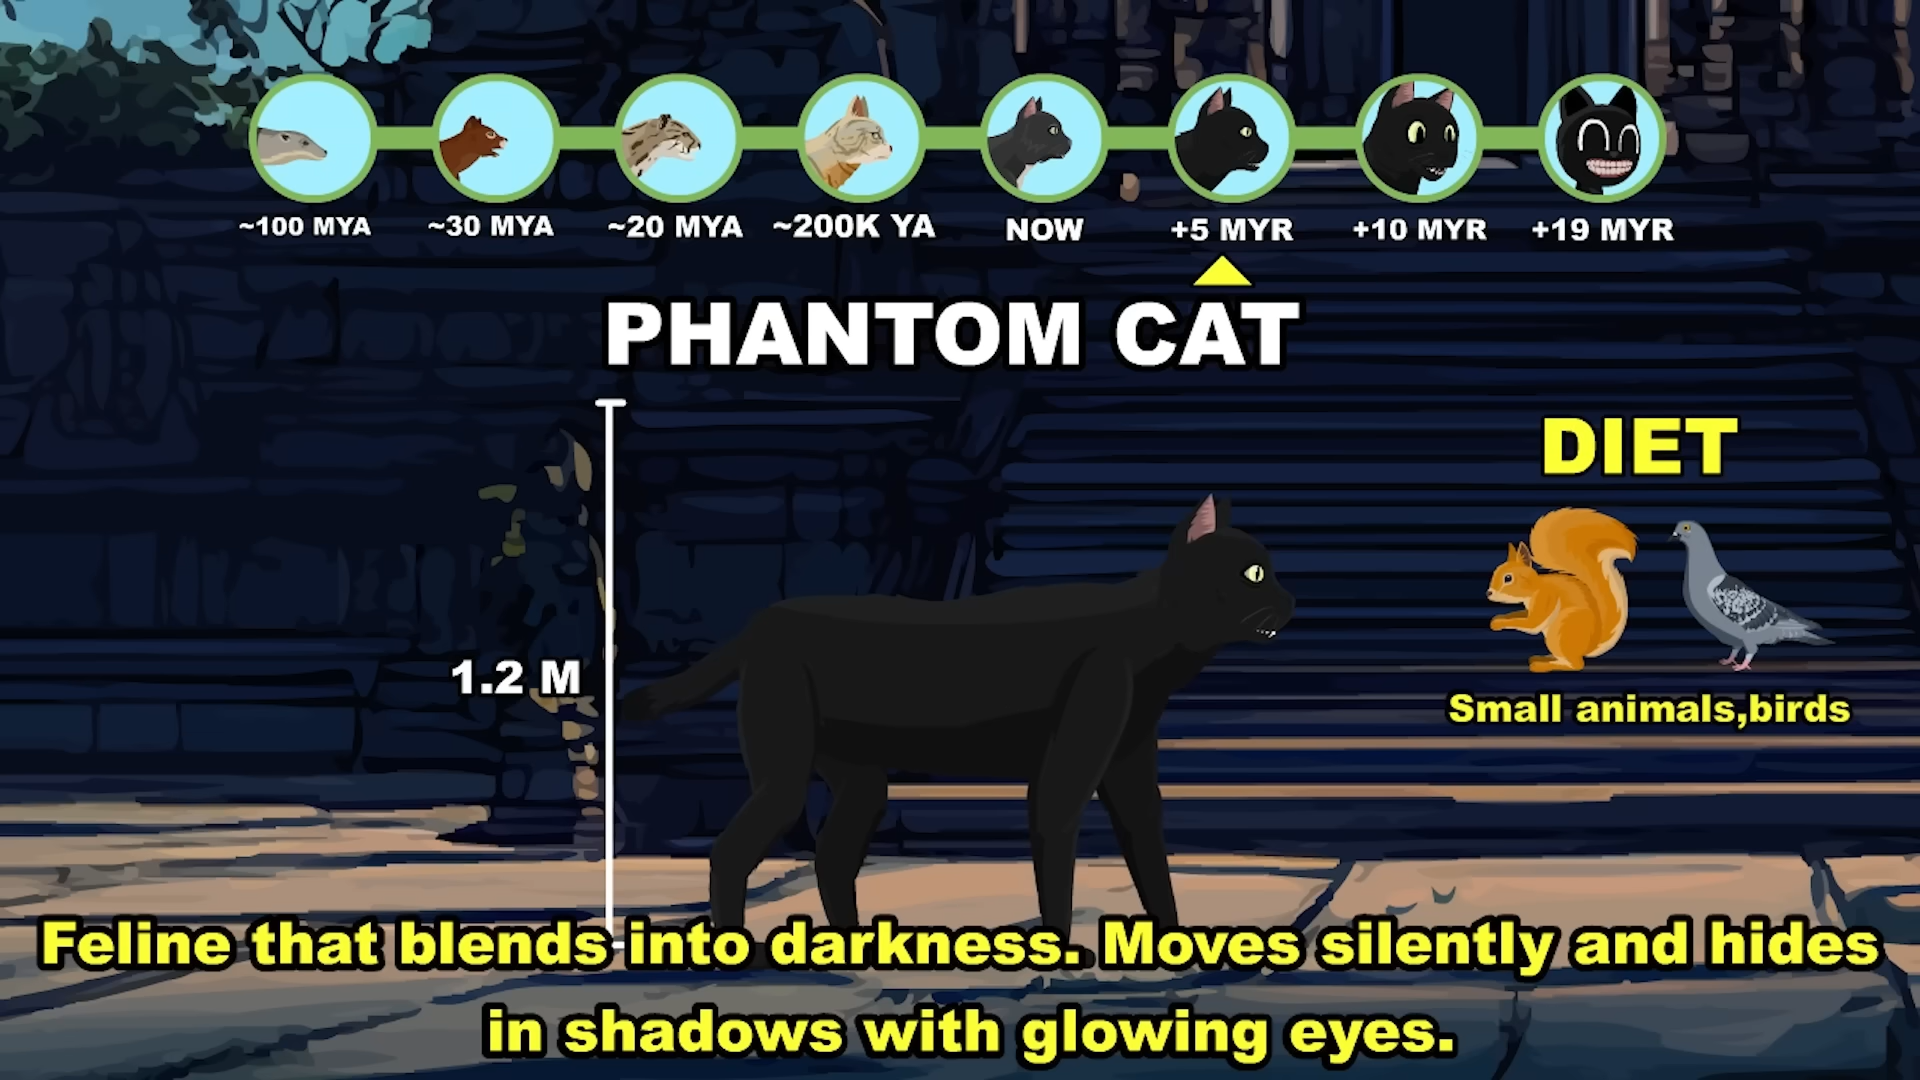 ~100 MYA ~30 MYA ~20 MYA ~200K YA NOW +5 MYR +10 MYR +19 MYR
PHANTOM CAT
DIET
1.2 M
Small animals,birds
Feline that blends into darkness. Moves silently and hides
in shadows with glowing eyes.